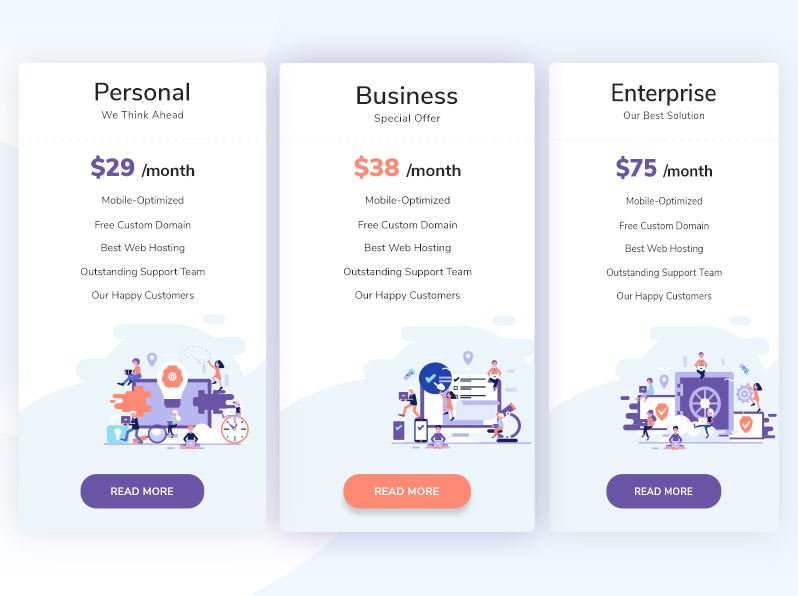 Personal
We Think Ahead
$29 /month
Mobile-Optimized
Free Custom Domain
Best Web Hosting
Outstanding Support Team
Our Happy Customers
READ MORE
Business
Special Offer
$38 /month
Mobile-Optimized
Free Custom Domain
Best Web Hosting
Outstanding Support Team
Our Happy Customers
READ MORE
Enterprise
Our Best Solution
$75 /month
Mobile-Optimized
Free Custom Domain
Best Web Hosting
Outstanding Support Team
Our Happy Customers
READ MORE